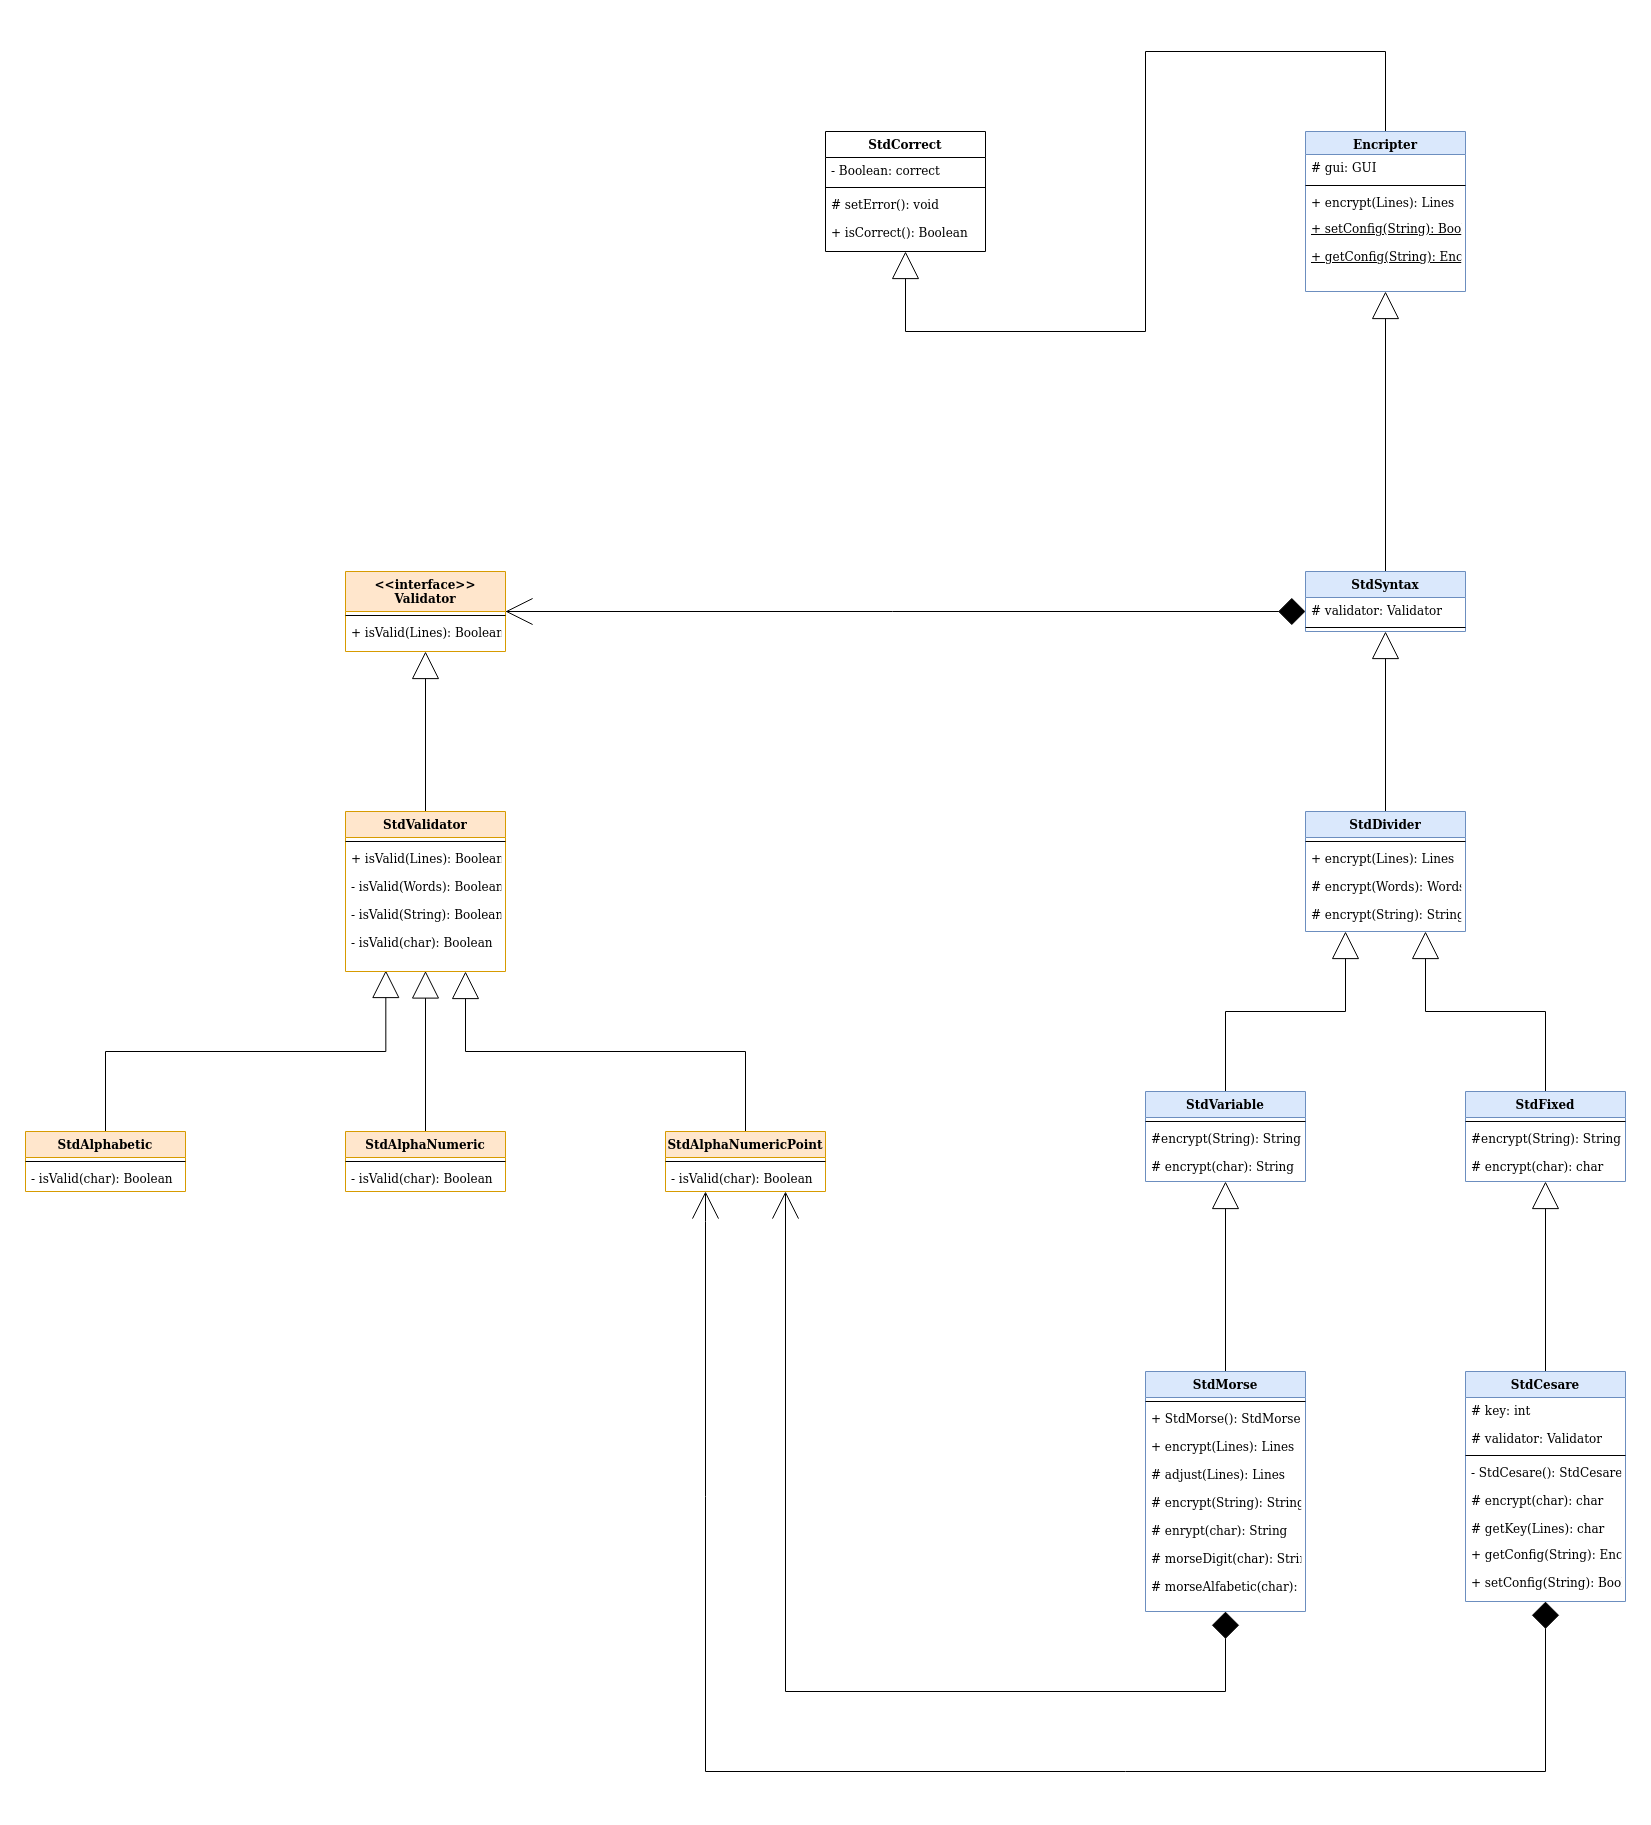 StdCorrect
- Boolean: correct
# setError(): void
+ isCorrect(): Boolean
Encripter
# gui: GUI
+ encrypt(Lines): Lines
+ setConfig(String): Boo
+ getConfig(String): Enc
<<interface>>
Validator
+ isValid(Lines): Boolean
StdSyntax
# validator: Validator
StdValidator
+ isValid(Lines): Boolean
- isValid(Words): Boolean
- isValid(String): Boolean
- isValid(char): Boolean
StdDivider
+ encrypt(Lines): Lines
# encrypt(Words): Words
# encrypt(String): String
StdAlphabetic
- isValid(char): Boolean
StdAlphaNumeric
- isValid(char): Boolean
StdAlphaNumericPoint
- isValid(char): Boolean
StdVariable
#encrypt(String): String
# encrypt(char): String
StdFixed
#encrypt(String): String
# encrypt(char): char
StdMorse
+ StdMorse(): StdMorse
+ encrypt(Lines): Lines
# adjust(Lines): Lines
# encrypt(String): String
# enrypt(char): String
# morseDigit(char): Stri
# morseAlfabetic(char):
StdCesare
# key: int
# validator: Validator
- StdCesare(): StdCesare
# encrypt(char): char
# getKey(Lines): char
+ getConfig(String): Enc
+ setConfig(String): Boo